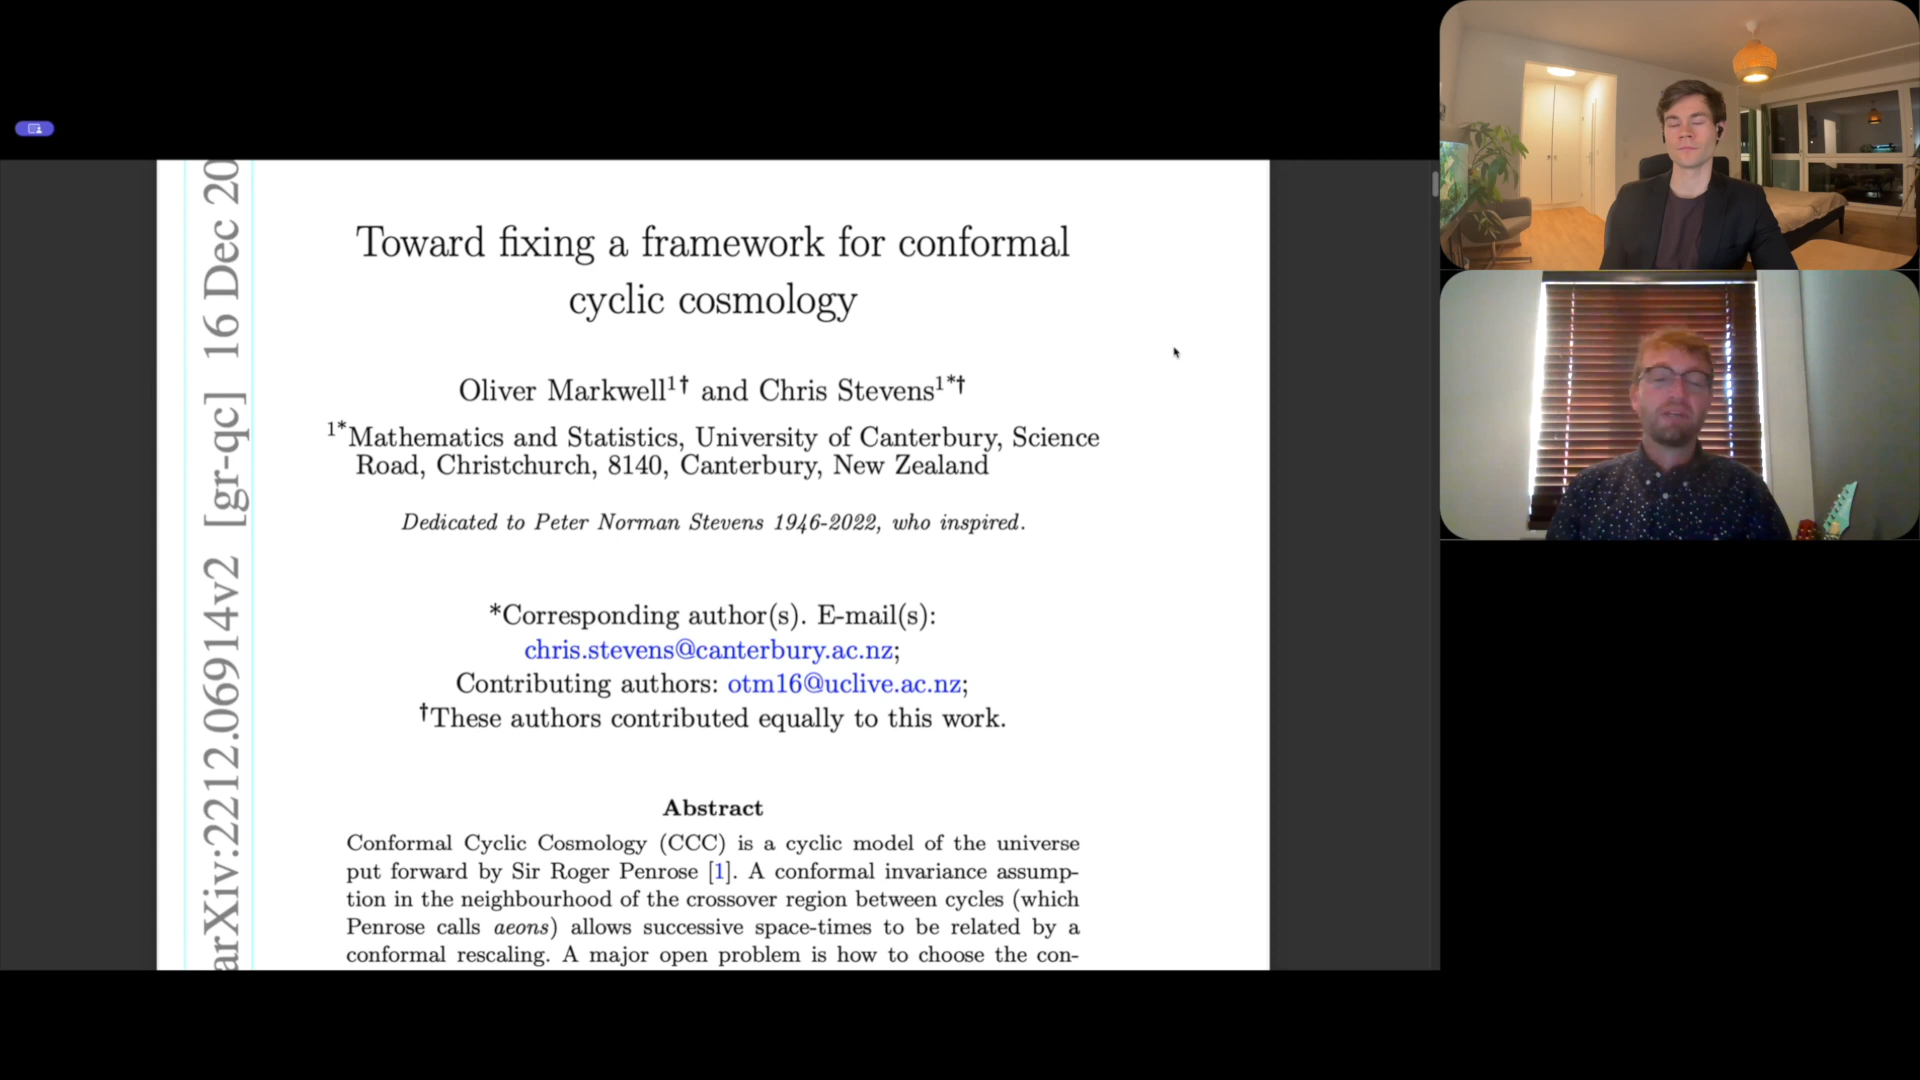 Toward fixing a framework for conformal
cyclic cosmology
Oliver Markwell1† and Chris Stevens1*†
1*Mathematics and Statistics, University of Canterbury, Science
Road, Christchurch, 8140, Canterbury, New Zealand
Dedicated to Peter Norman Stevens 1946-2022, who inspired.
*Corresponding author(s). E-mail(s):
chris.stevens@canterbury.ac.nz;
Contributing authors: otm16@uclive.ac.nz;
†These authors contributed equally to this work.
Abstract
Conformal Cyclic Cosmology (CCC) is a cyclic model of the universe
put forward by Sir Roger Penrose [1]. A conformal invariance assump-
tion in the neighbourhood of the crossover region between cycles (which
Penrose calls aeons) allows successive space-times to be related by a
conformal rescaling. A major open problem is how to choose the con-
arXiv:2212.06914v2 [gr-qc] 16 Dec 20